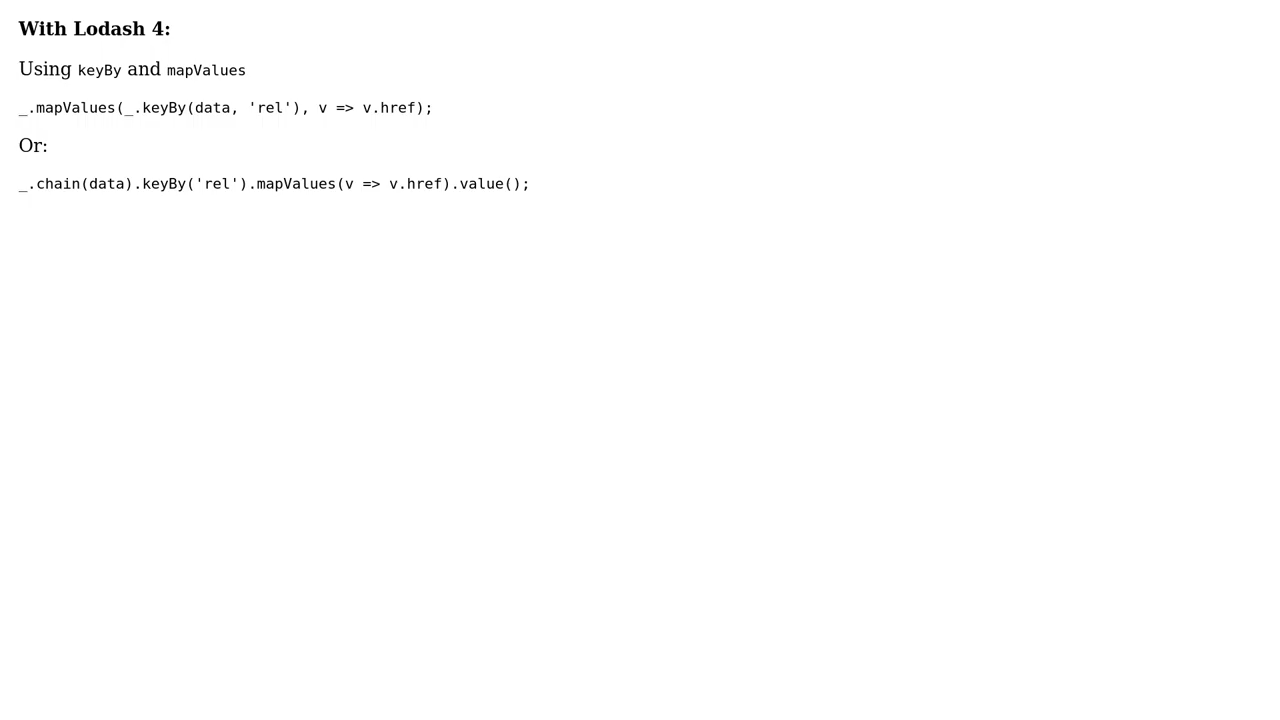 With Lodash 4:
Using keyBy and mapValues
_.mapValues(_.keyBy(data, 'rel'), v => v.href);
Or:
_.chain(data).keyBy('rel').mapValues(v => v.href).value();